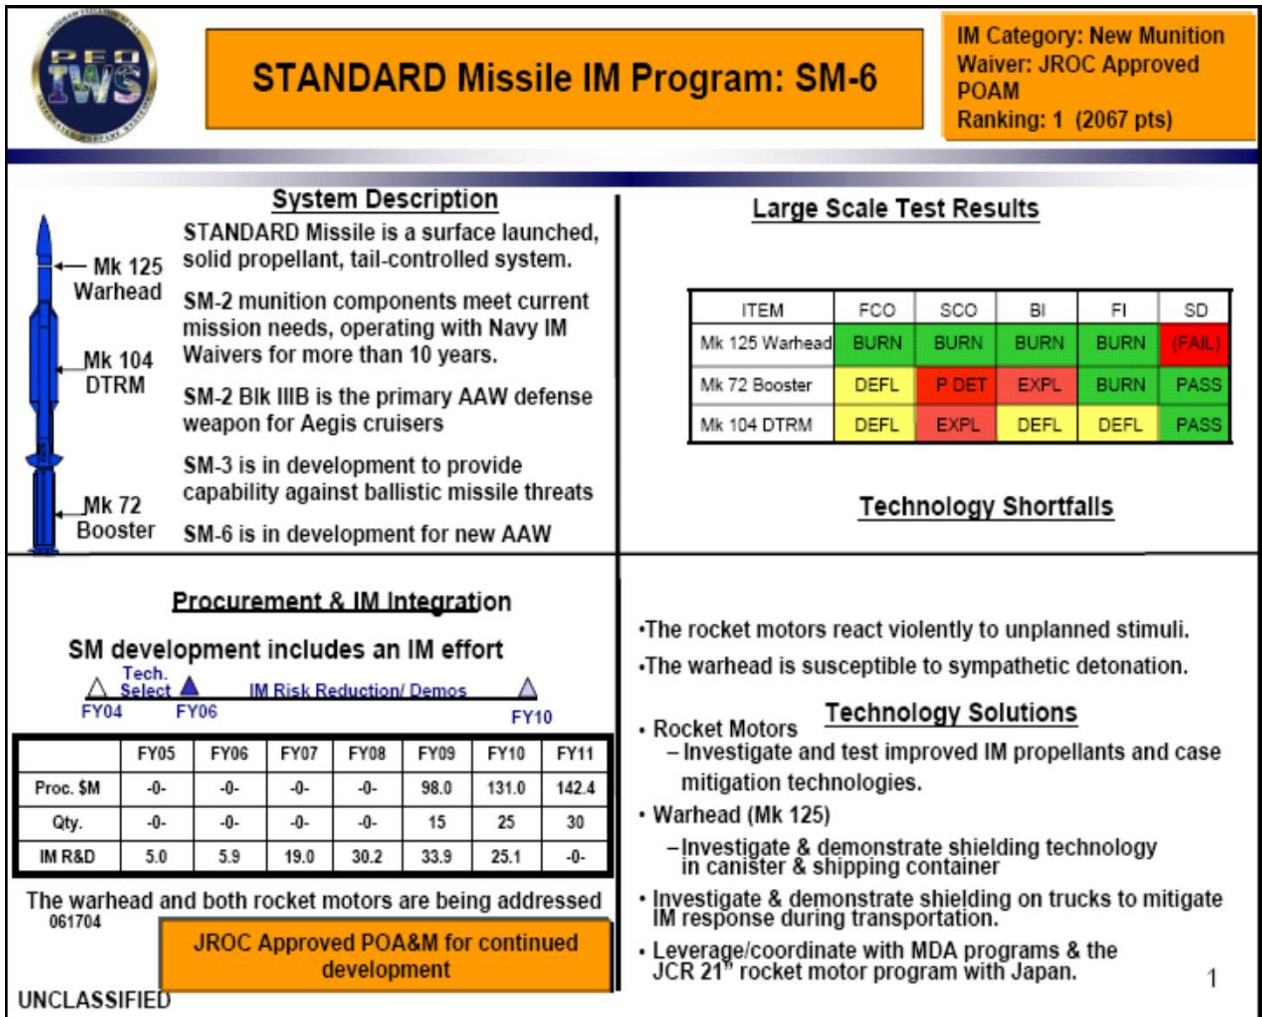 PEO
IWS
STANDARD Missile IM Program: SM-6
IM Category: New Munition
Waiver: JROC Approved
POAM
Ranking: 1 (2067 pts)
System Description
STANDARD Missile is a surface launched,
solid propellant, tail-controlled system.
SM-2 munition components meet current
mission needs, operating with Navy IM
Waivers for more than 10 years.
SM-2 Blk IIIB is the primary AAW defense
weapon for Aegis cruisers
SM-3 is in development to provide
capability against ballistic missile threats
SM-6 is in development for new AAW
Mk 125
Warhead
Mk 104
DTRM
Mk 72
Booster
Large Scale Test Results
ITEM FCO SCO BI FI SD
Mk 125 Warhead BURN BURN BURN BURN (FAIL)
Mk 72 Booster DEFL P DET EXPL BURN PASS
Mk 104 DTRM DEFL EXPL DEFL DEFL PASS
Technology Shortfalls
•The rocket motors react violently to unplanned stimuli.
•The warhead is susceptible to sympathetic detonation.
Procurement & IM Integration
SM development includes an IM effort
Tech.
Select IM Risk Reduction/ Demos
FY04 FY06 FY10
FY05 FY06 FY07 FY08 FY09 FY10 FY11
Proc. $M -0- -0- -0- -0- 98.0 131.0 142.4
Qty. -0- -0- -0- -0- 15 25 30
IM R&D 5.0 5.9 19.0 30.2 33.9 25.1 -0-
The warhead and both rocket motors are being addressed
061704
JROC Approved POA&M for continued
development
UNCLASSIFIED
Technology Solutions
• Rocket Motors
– Investigate and test improved IM propellants and case
mitigation technologies.
• Warhead (Mk 125)
–Investigate & demonstrate shielding technology
in canister & shipping container
• Investigate & demonstrate shielding on trucks to mitigate
IM response during transportation.
• Leverage/coordinate with MDA programs & the
JCR 21” rocket motor program with Japan.
1